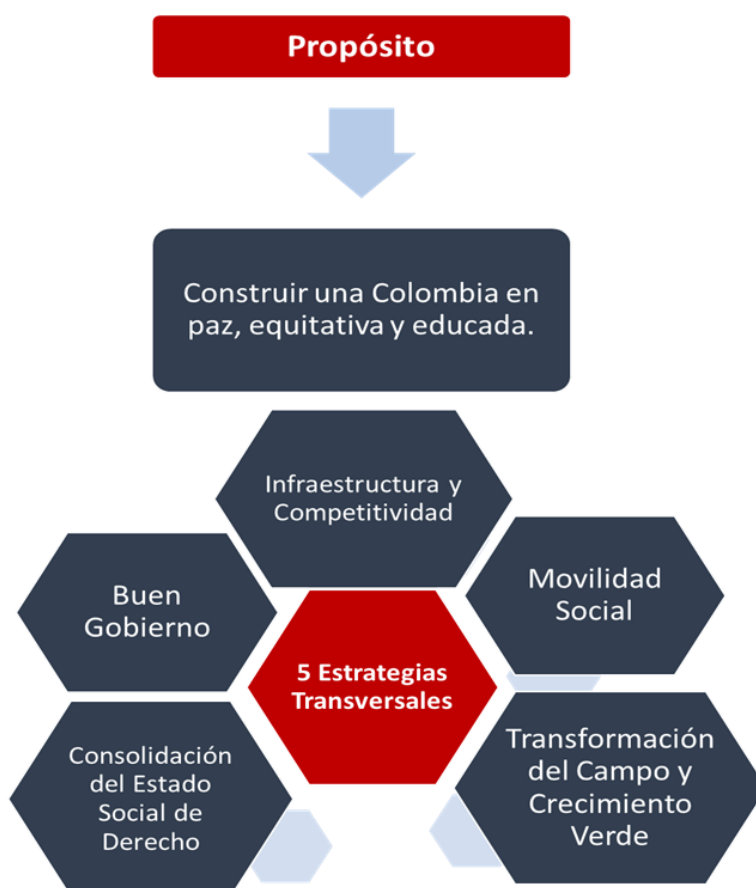 Propósito
Construir una Colombia en
paz, equitativa y educada.
Infraestructura y
Competitividad
Buen
Gobierno
Movilidad
Social
5 Estrategias
Transversales
Consolidación
del Estado
Social de
Derecho
Transformación
del Campo y
Crecimiento
Verde